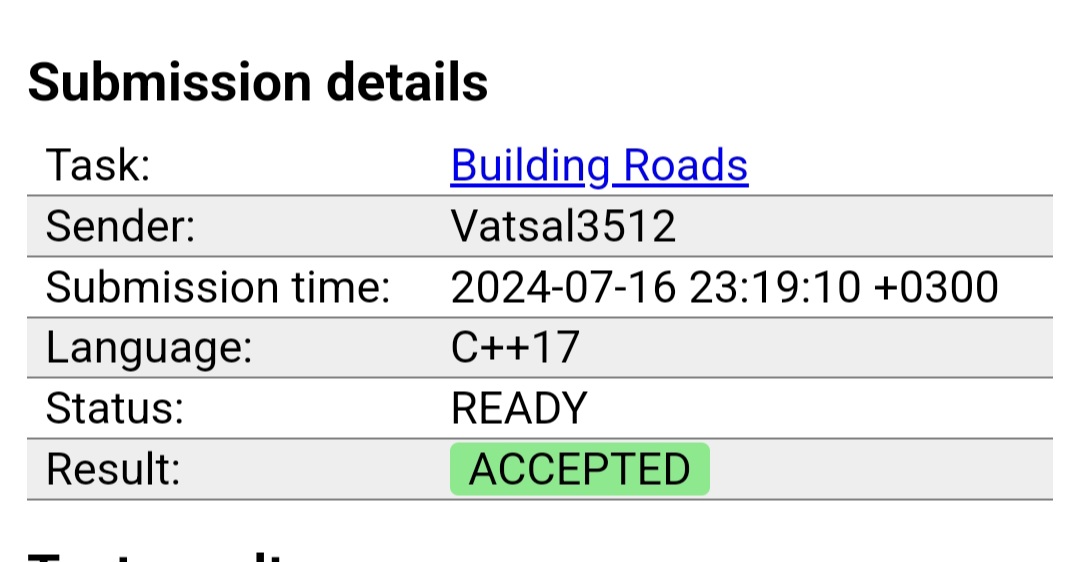 Submission details
Task: Building Roads
Sender: Vatsal3512
Submission time: 2024-07-16 23:19:10 +0300
Language: C++17
Status: READY
Result: ACCEPTED